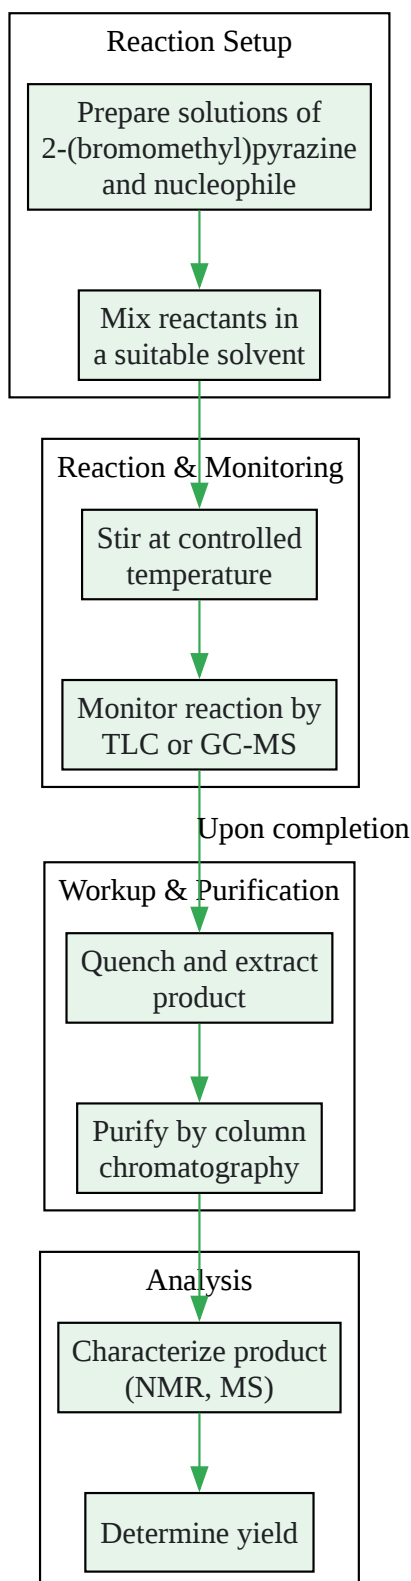 Reaction Setup
Prepare solutions of
2-(bromomethyl)pyrazine
and nucleophile
Mix reactants in
a suitable solvent
Reaction & Monitoring
Stir at controlled
temperature
Monitor reaction by
TLC or GC-MS
Upon completion
Workup & Purification
Quench and extract
product
Purify by column
chromatography
Analysis
Characterize product
(NMR, MS)
Determine yield